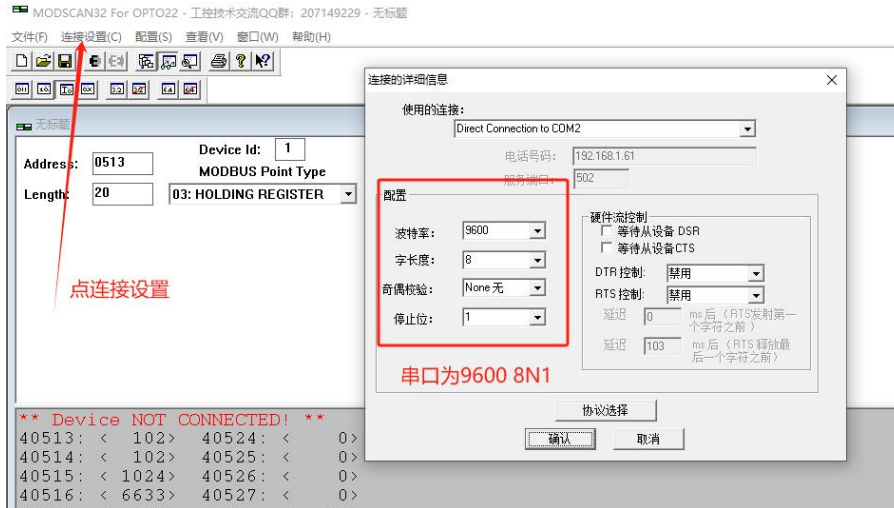 MODSCAN32 For OPTO22 - 工控技术交流QQ群：207149229 - 无标题
文件(F) 连接设置(C) 配置(S) 查看(V) 窗口(W) 帮助(H)
无标题
Address: 0513
Device Id: 1
MODBUS Point Type
Length: 20
03: HOLDING REGISTER
点连接设置
** Device NOT CONNECTED! **
40513: < 102> 40524: < 0>
40514: < 102> 40525: < 0>
40515: < 1024> 40526: < 0>
40516: < 6633> 40527: < 0>
连接的详细信息
使用的连接：
Direct Connection to COM2
电话号码： 192.168.1.61
服务端口： 502
配置
波特率： 9600
字长度： 8
奇偶校验： None 无
停止位： 1
串口为9600 8N1
硬件流控制
等待从设备 DSR
等待从设备CTS
DTR 控制: 禁用
RTS 控制: 禁用
延迟 0 ms 后（RTS发射第一
个字符之前 ）
延迟 103 ms 后（RTS 释放最
后一个字符之前）
协议选择
确认 取消